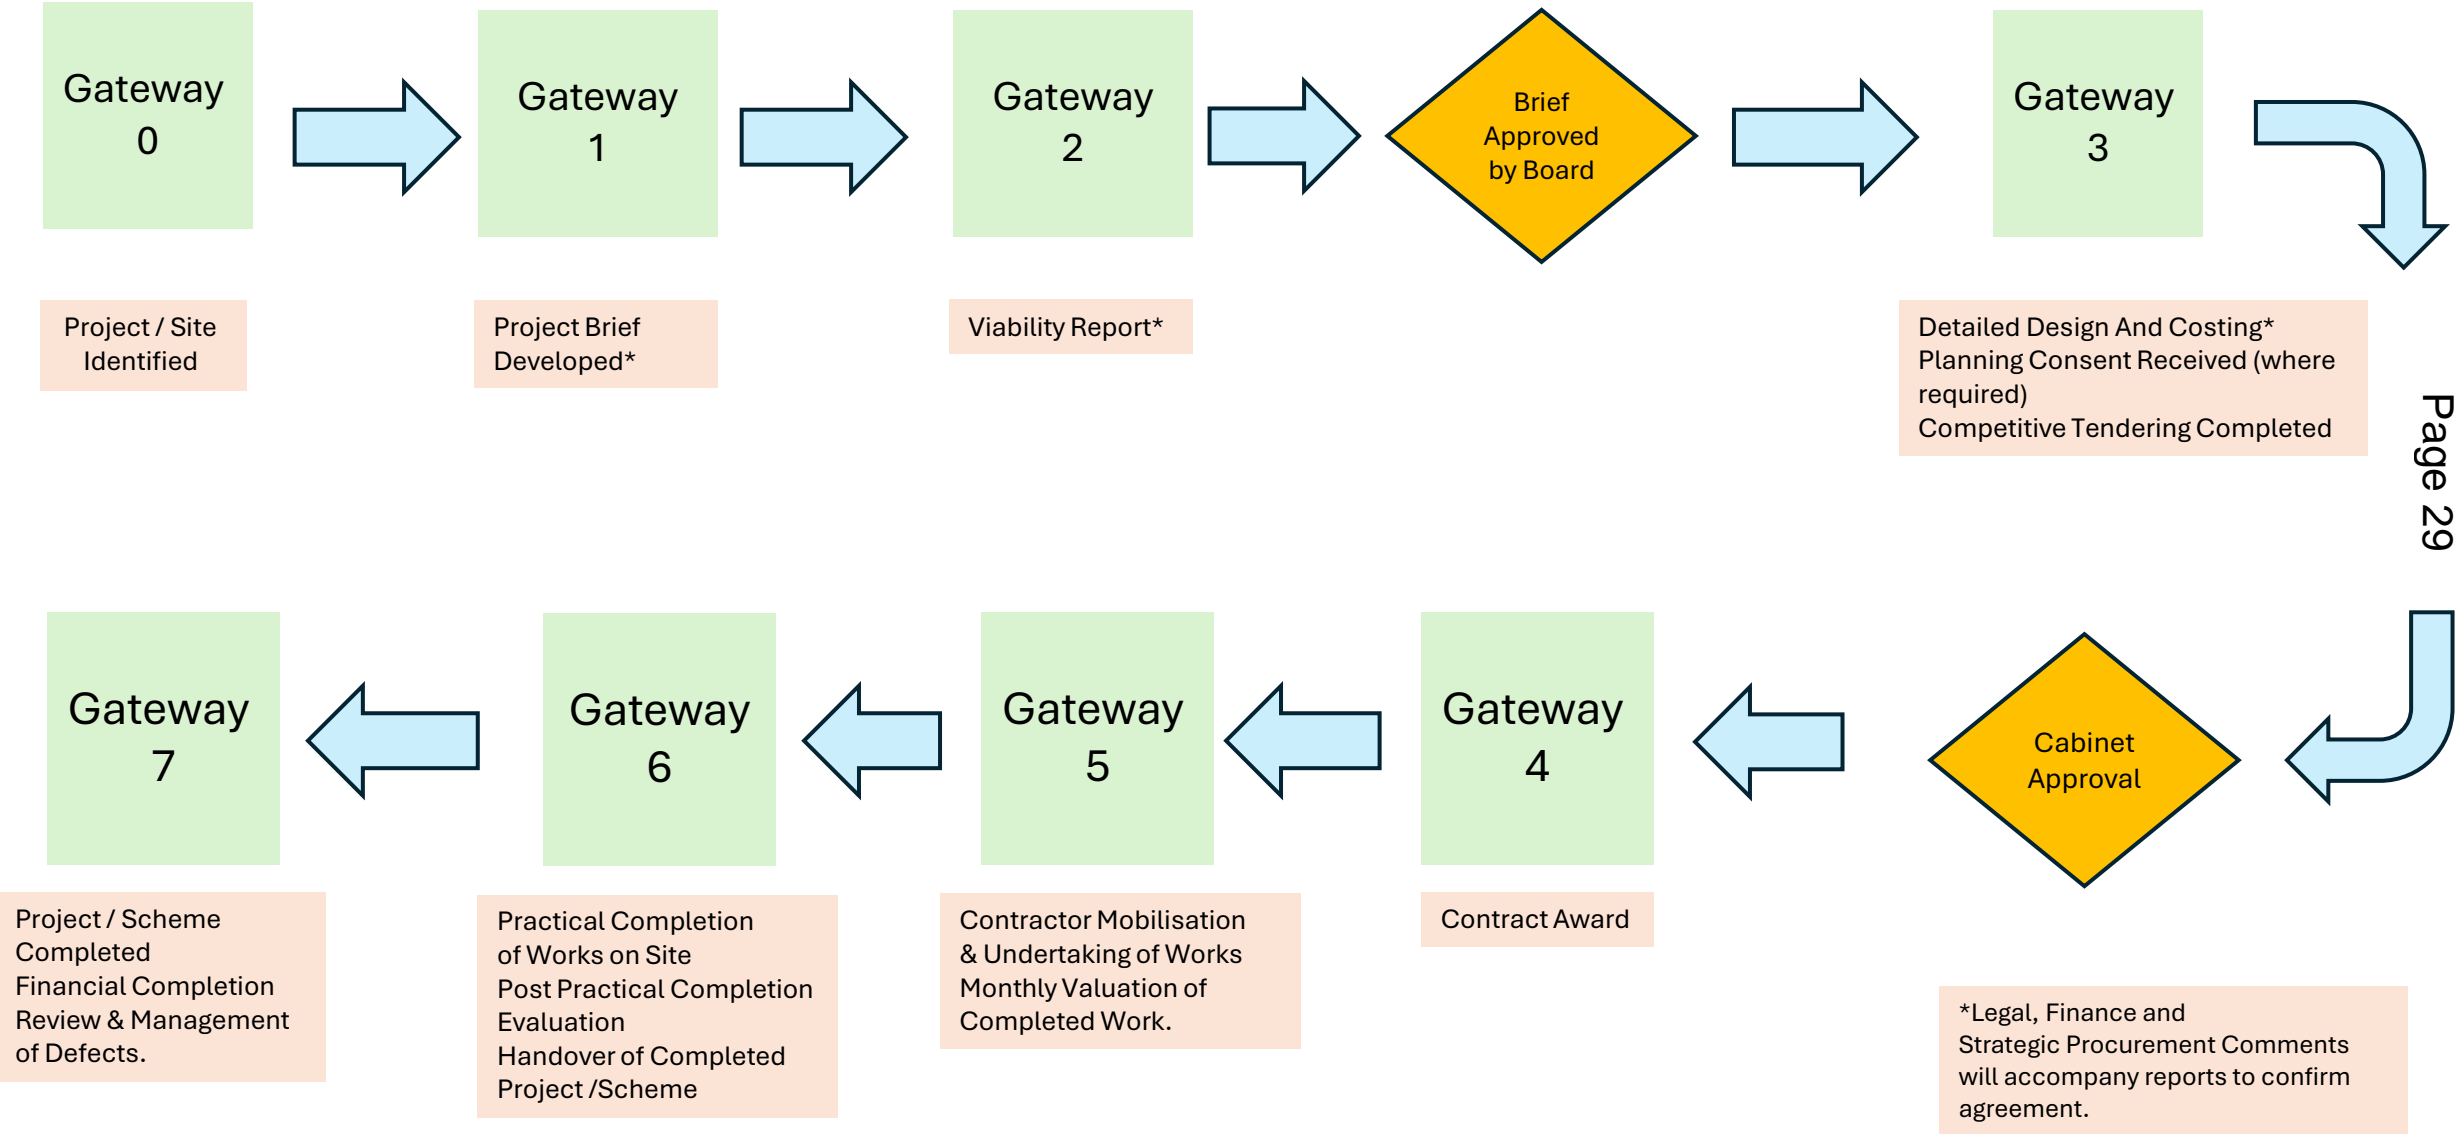 Gateway
0
Gateway
1
Gateway
2
Brief
Approved
by Board
Gateway
3
Project / Site
Identified
Project Brief
Developed*
Viability Report*
Detailed Design And Costing*
Planning Consent Received (where
required)
Competitive Tendering Completed
Page 29
Cabinet
Approval
*Legal, Finance and
Strategic Procurement Comments
will accompany reports to confirm
agreement.
Gateway
4
Contract Award
Gateway
5
Contractor Mobilisation
& Undertaking of Works
Monthly Valuation of
Completed Work.
Gateway
6
Practical Completion
of Works on Site
Post Practical Completion
Evaluation
Handover of Completed
Project /Scheme
Gateway
7
Project / Scheme
Completed
Financial Completion
Review & Management
of Defects.